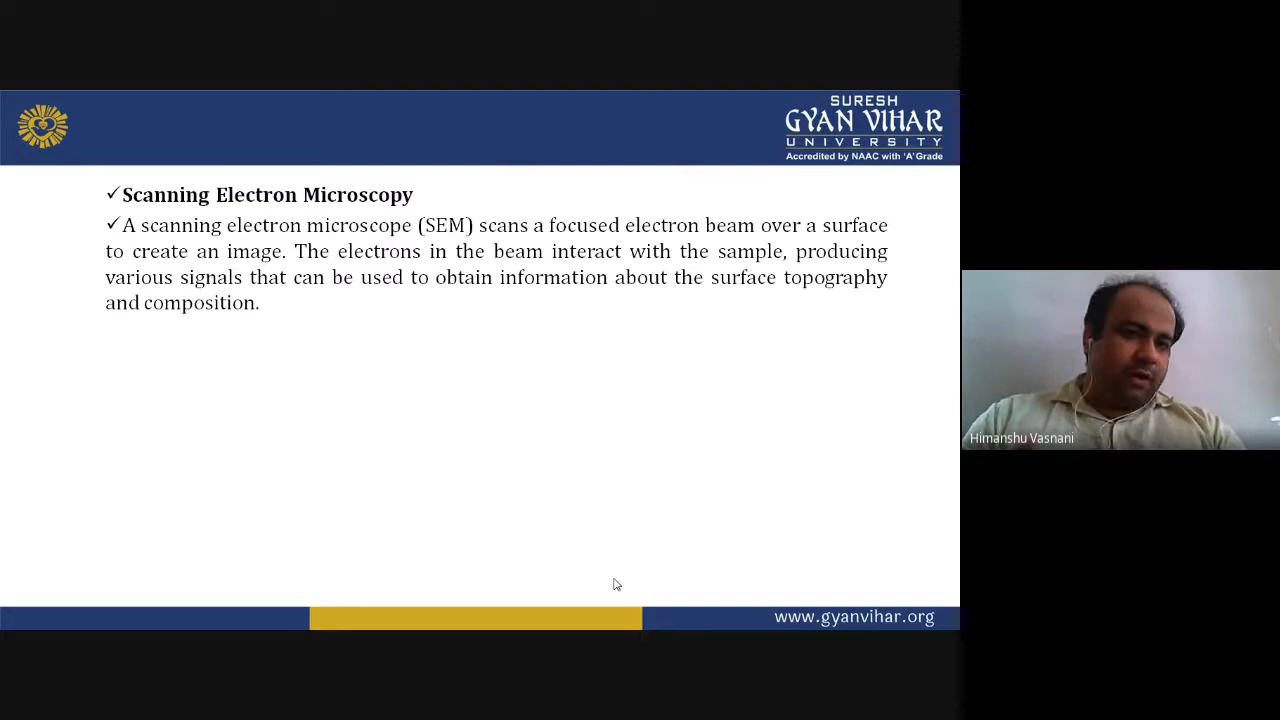 SURESH
GYAN VIHAR
UNIVERSITY
Accredited by NAAC with 'A' Grade
✓Scanning Electron Microscopy
✓A scanning electron microscope (SEM) scans a focused electron beam over a surface
to create an image. The electrons in the beam interact with the sample, producing
various signals that can be used to obtain information about the surface topography
and composition.
Himanshu Vasnani
www.gyanvihar.org